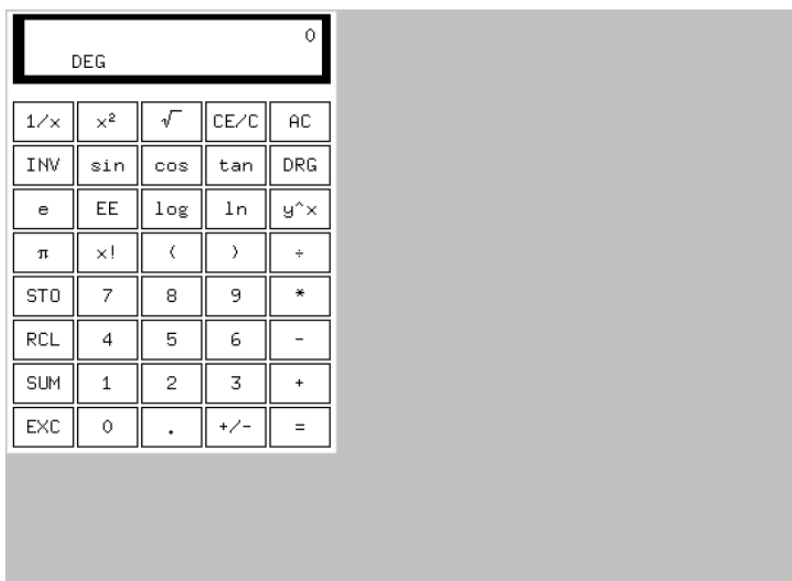 0
DEG
1/x x² √ CE/C AC
INV sin cos tan DRG
e EE log ln y^x
π x! ( ) ÷
STO 7 8 9 *
RCL 4 5 6 -
SUM 1 2 3 +
EXC 0 . +/- =